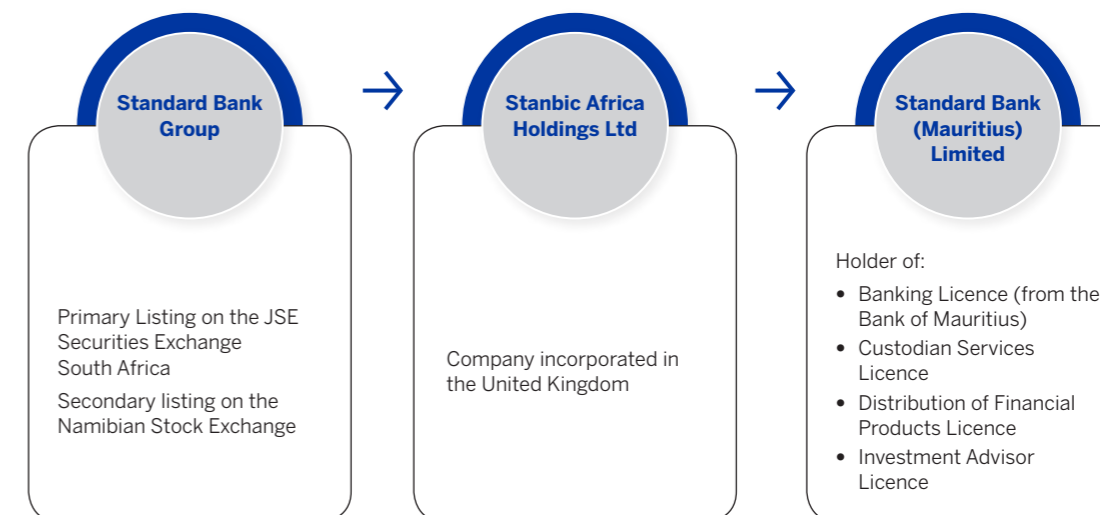 Standard Bank
Group
Primary Listing on the JSE
Securities Exchange
South Africa
Secondary listing on the
Namibian Stock Exchange
Stanbic Africa
Holdings Ltd
Company incorporated in
the United Kingdom
Standard Bank
(Mauritius)
Limited
Holder of:
• Banking Licence (from the
Bank of Mauritius)
• Custodian Services
Licence
• Distribution of Financial
Products Licence
• Investment Advisor
Licence